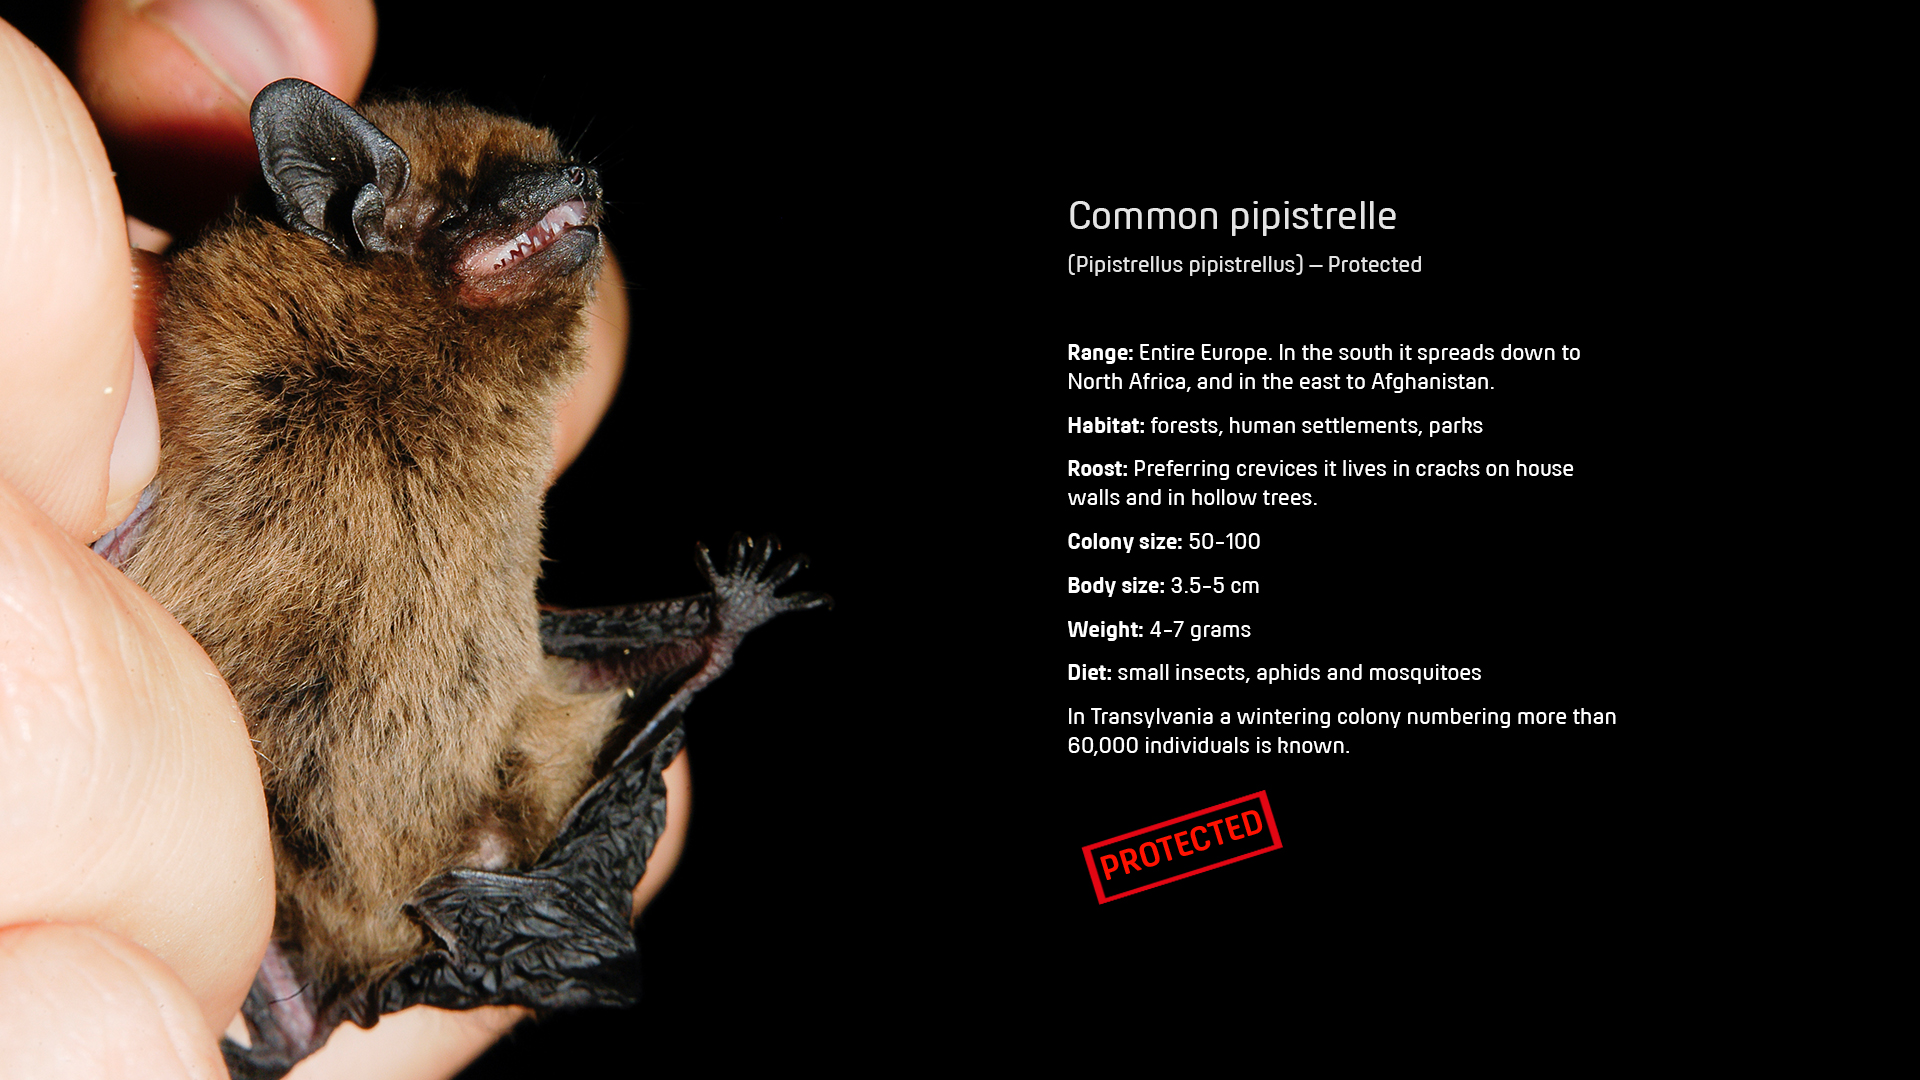 Common pipistrelle
(Pipistrellus pipistrellus) – Protected
Range: Entire Europe. In the south it spreads down to
North Africa, and in the east to Afghanistan.
Habitat: forests, human settlements, parks
Roost: Preferring crevices it lives in cracks on house
walls and in hollow trees.
Colony size: 50-100
Body size: 3.5-5 cm
Weight: 4-7 grams
Diet: small insects, aphids and mosquitoes
In Transylvania a wintering colony numbering more than
60,000 individuals is known.
PROTECTED